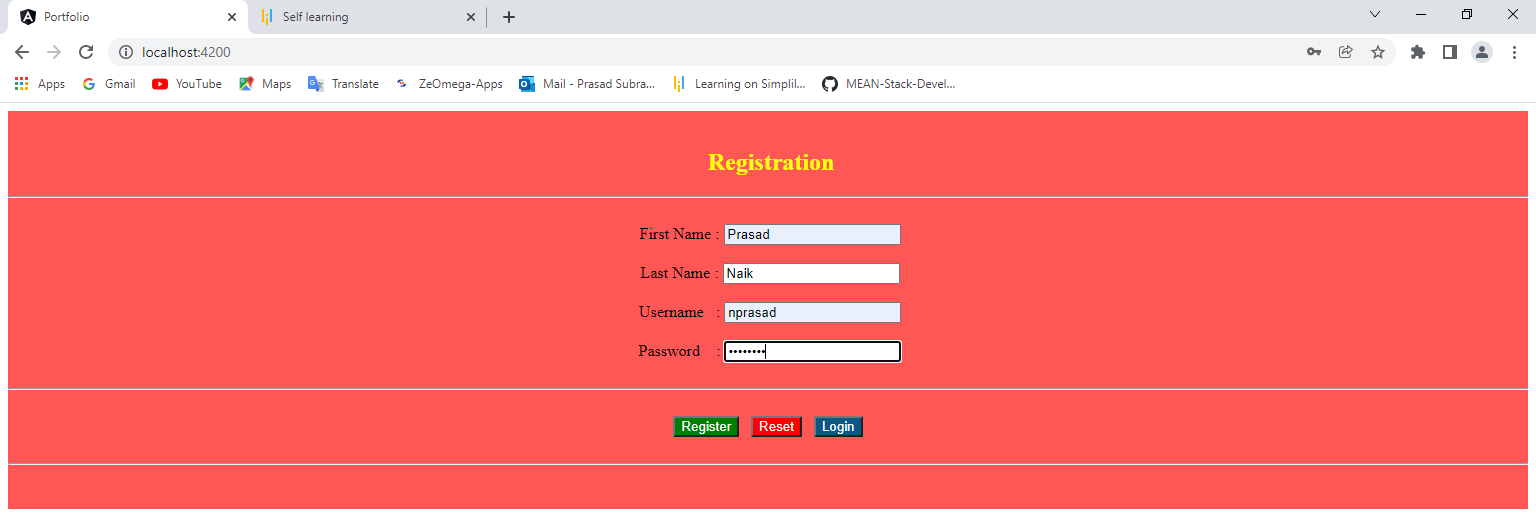 Portfolio Self learning
localhost:4200
Apps Gmail YouTube Maps Translate ZeOmega-Apps Mail - Prasad Subra... Learning on Simplil... MEAN-Stack-Devel...
Registration
First Name : Prasad
Last Name : Naik
Username : nprasad
Password : ••••••••
Register Reset Login